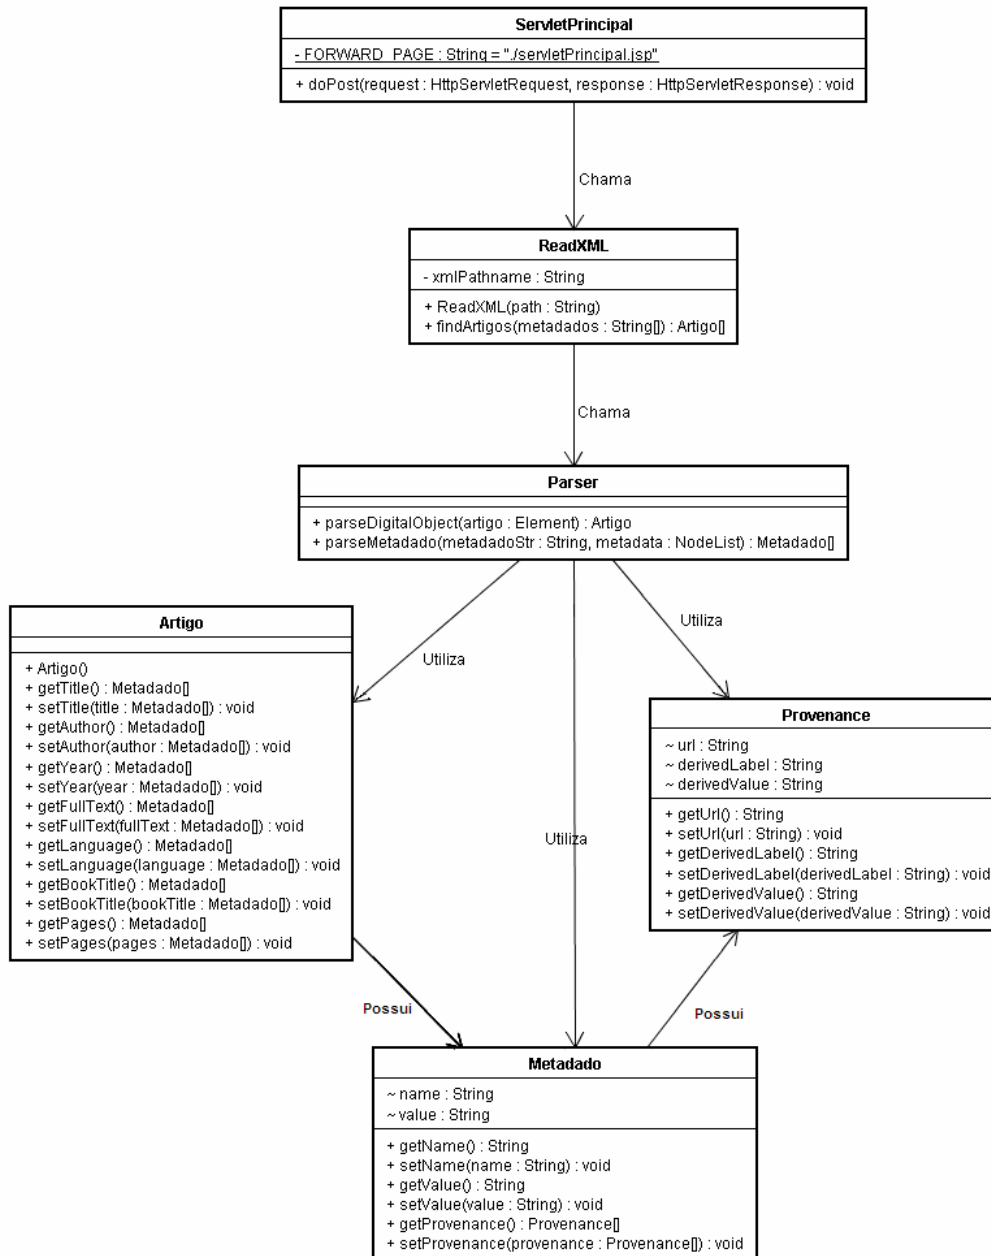 ServletPrincipal
- FORWARD_PAGE : String = "./servletPrincipal.jsp"
+ doPost(request : HttpServletRequest, response : HttpServletResponse) : void
Chama
ReadXML
- xmlPathname : String
+ ReadXML(path : String)
+ findArtigos(metadados : String[]) : Artigo[]
Chama
Parser
+ parseDigitalObject(artigo : Element) : Artigo
+ parseMetadado(metadadoStr : String, metadata : NodeList) : Metadado[]
Utiliza
Utiliza
Utiliza
Artigo
+ Artigo()
+ getTitle() : Metadado[]
+ setTitle(title : Metadado[]) : void
+ getAuthor() : Metadado[]
+ setAuthor(author : Metadado[]) : void
+ getYear() : Metadado[]
+ setYear(year : Metadado[]) : void
+ getFullText() : Metadado[]
+ setFullText(fullText : Metadado[]) : void
+ getLanguage() : Metadado[]
+ setLanguage(language : Metadado[]) : void
+ getBookTitle() : Metadado[]
+ setBookTitle(bookTitle : Metadado[]) : void
+ getPages() : Metadado[]
+ setPages(pages : Metadado[]) : void
Provenance
~ url : String
~ derivedLabel : String
~ derivedValue : String
+ getUrl() : String
+ setUrl(url : String) : void
+ getDerivedLabel() : String
+ setDerivedLabel(derivedLabel : String) : void
+ getDerivedValue() : String
+ setDerivedValue(derivedValue : String) : void
Possui
Possui
Metadado
~ name : String
~ value : String
+ getName() : String
+ setName(name : String) : void
+ getValue() : String
+ setValue(value : String) : void
+ getProvenance() : Provenance[]
+ setProvenance(provenance : Provenance[]) : void